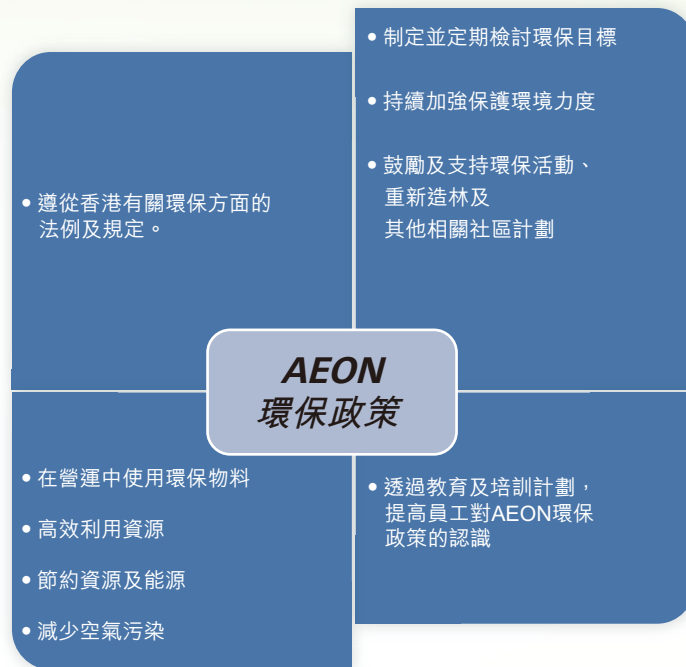 • 遵從香港有關環保方面的
法例及規定。
• 制定並定期檢討環保目標
• 持續加強保護環境力度
• 鼓勵及支持環保活動、
重新造林及
其他相關社區計劃
AEON
環保政策
• 在營運中使用環保物料
• 高效利用資源
• 節約資源及能源
• 減少空氣污染
• 透過教育及培訓計劃，
提高員工對AEON環保
政策的認識